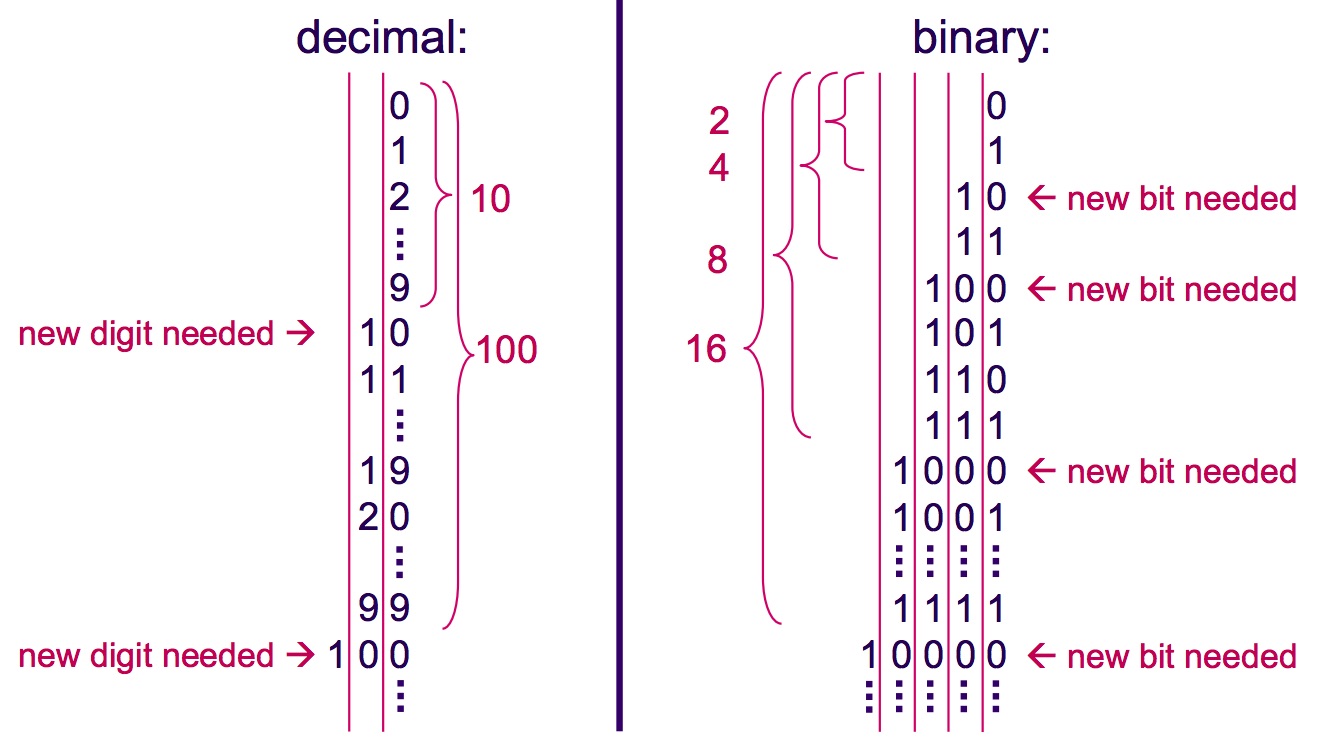 decimal:
0
1
2
9
10
new digit needed → 10
11
100
19
20
99
new digit needed → 100
binary:
2
0
4
1
10 ← new bit needed
11
8
100 ← new bit needed
101
16
110
111
1000 ← new bit needed
1001
1111
10000 ← new bit needed